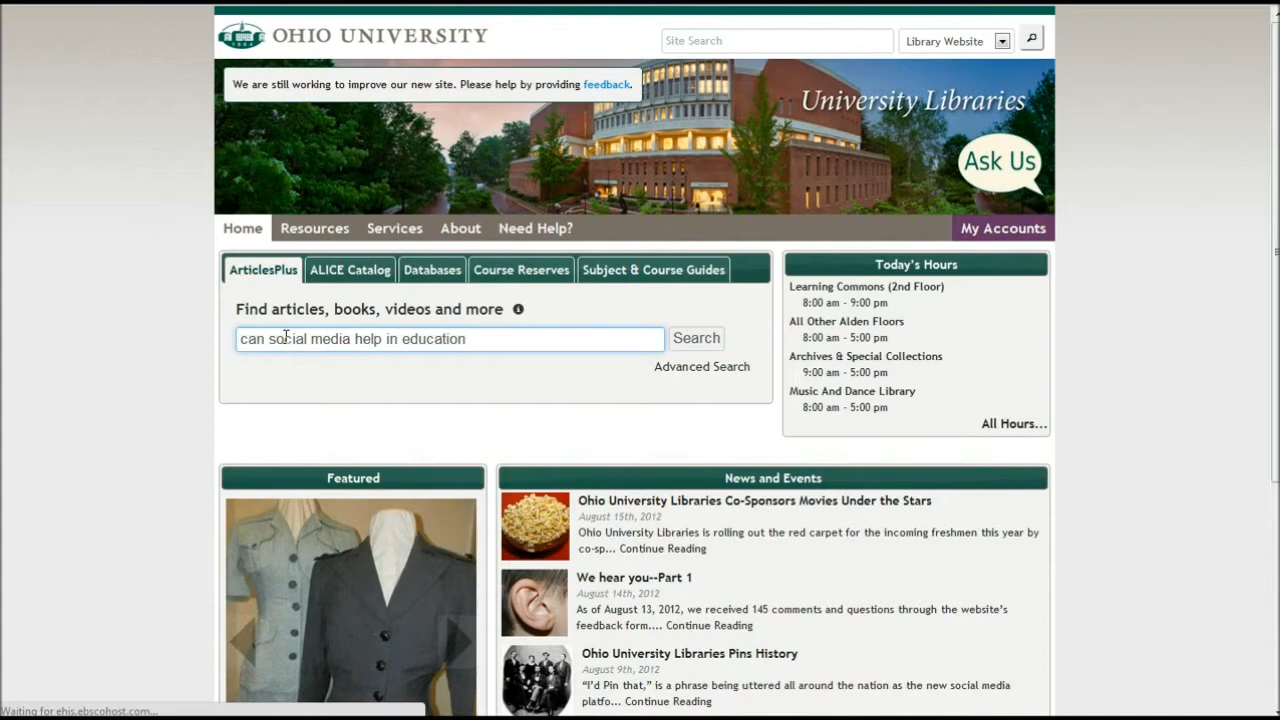 OHIO UNIVERSITY
1804
Site Search
Library Website
We are still working to improve our new site. Please help by providing feedback.
University Libraries
Ask Us
Home Resources Services About Need Help? My Accounts
ArticlesPlus ALICE Catalog Databases Course Reserves Subject & Course Guides
Find articles, books, videos and more
can social media help in education Search
Advanced Search
Today's Hours
Learning Commons (2nd Floor)
8:00 am - 9:00 pm
All Other Alden Floors
8:00 am - 5:00 pm
Archives & Special Collections
9:00 am - 5:00 pm
Music And Dance Library
8:00 am - 5:00 pm
All Hours...
Featured
News and Events
Ohio University Libraries Co-Sponsors Movies Under the Stars
August 15th, 2012
Ohio University Libraries is rolling out the red carpet for the incoming freshmen this year by
co-sp... Continue Reading
We hear you--Part 1
August 14th, 2012
As of August 13, 2012, we received 145 comments and questions through the website's
feedback form.... Continue Reading
Ohio University Libraries Pins History
August 9th, 2012
"I'd Pin that," is a phrase being uttered all around the nation as the new social media
platfo... Continue Reading
Waiting for ehis.ebscohost.com...